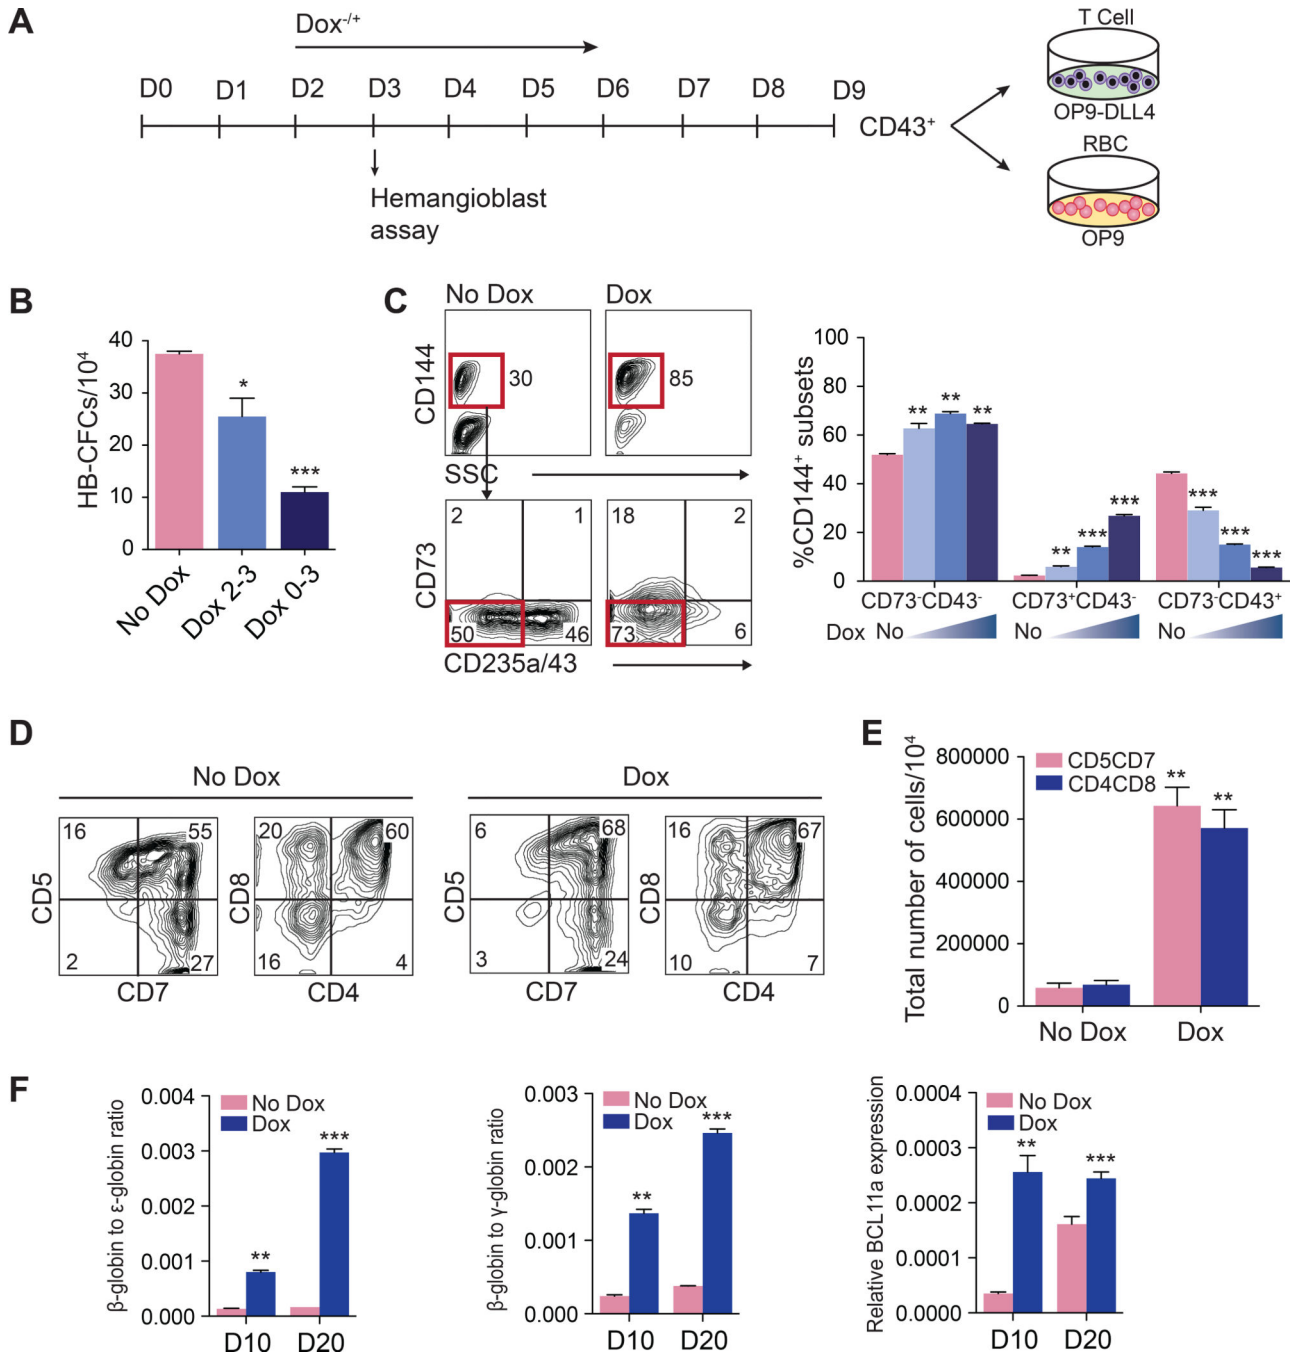 A
Dox-/+
D0 D1 D2 D3 D4 D5 D6 D7 D8 D9
Hemangioblast
assay
CD43+
T Cell
OP9-DLL4
RBC
OP9
B
HB-CFCs/10⁴
40
30
20
10
0
*
***
No Dox
Dox 2-3
Dox 0-3
C
No Dox
Dox
CD144
30
85
SSC
CD73
2
1
50
46
18
2
73
6
CD235a/43
%CD144+ subsets
100
80
60
40
20
0
** ** **
** *** ***
*** *** ***
CD73-CD43- CD73+CD43- CD73-CD43+
Dox No No No
D
No Dox
Dox
CD5
16
55
2
27
CD7
CD8
20
60
16
4
CD4
CD5
6
68
3
24
CD7
CD8
16
67
10
7
CD4
E
Total number of cells/10⁴
800000
600000
400000
200000
0
CD5CD7
CD4CD8
** **
No Dox Dox
F
β-globin to ε-globin ratio
0.004
0.003
0.002
0.001
0.000
No Dox
Dox
**
***
D10 D20
β-globin to γ-globin ratio
0.003
0.002
0.001
0.000
No Dox
Dox
**
***
D10 D20
Relative BCL11a expression
0.0004
0.0003
0.0002
0.0001
0.0000
No Dox
Dox
**
***
D10 D20